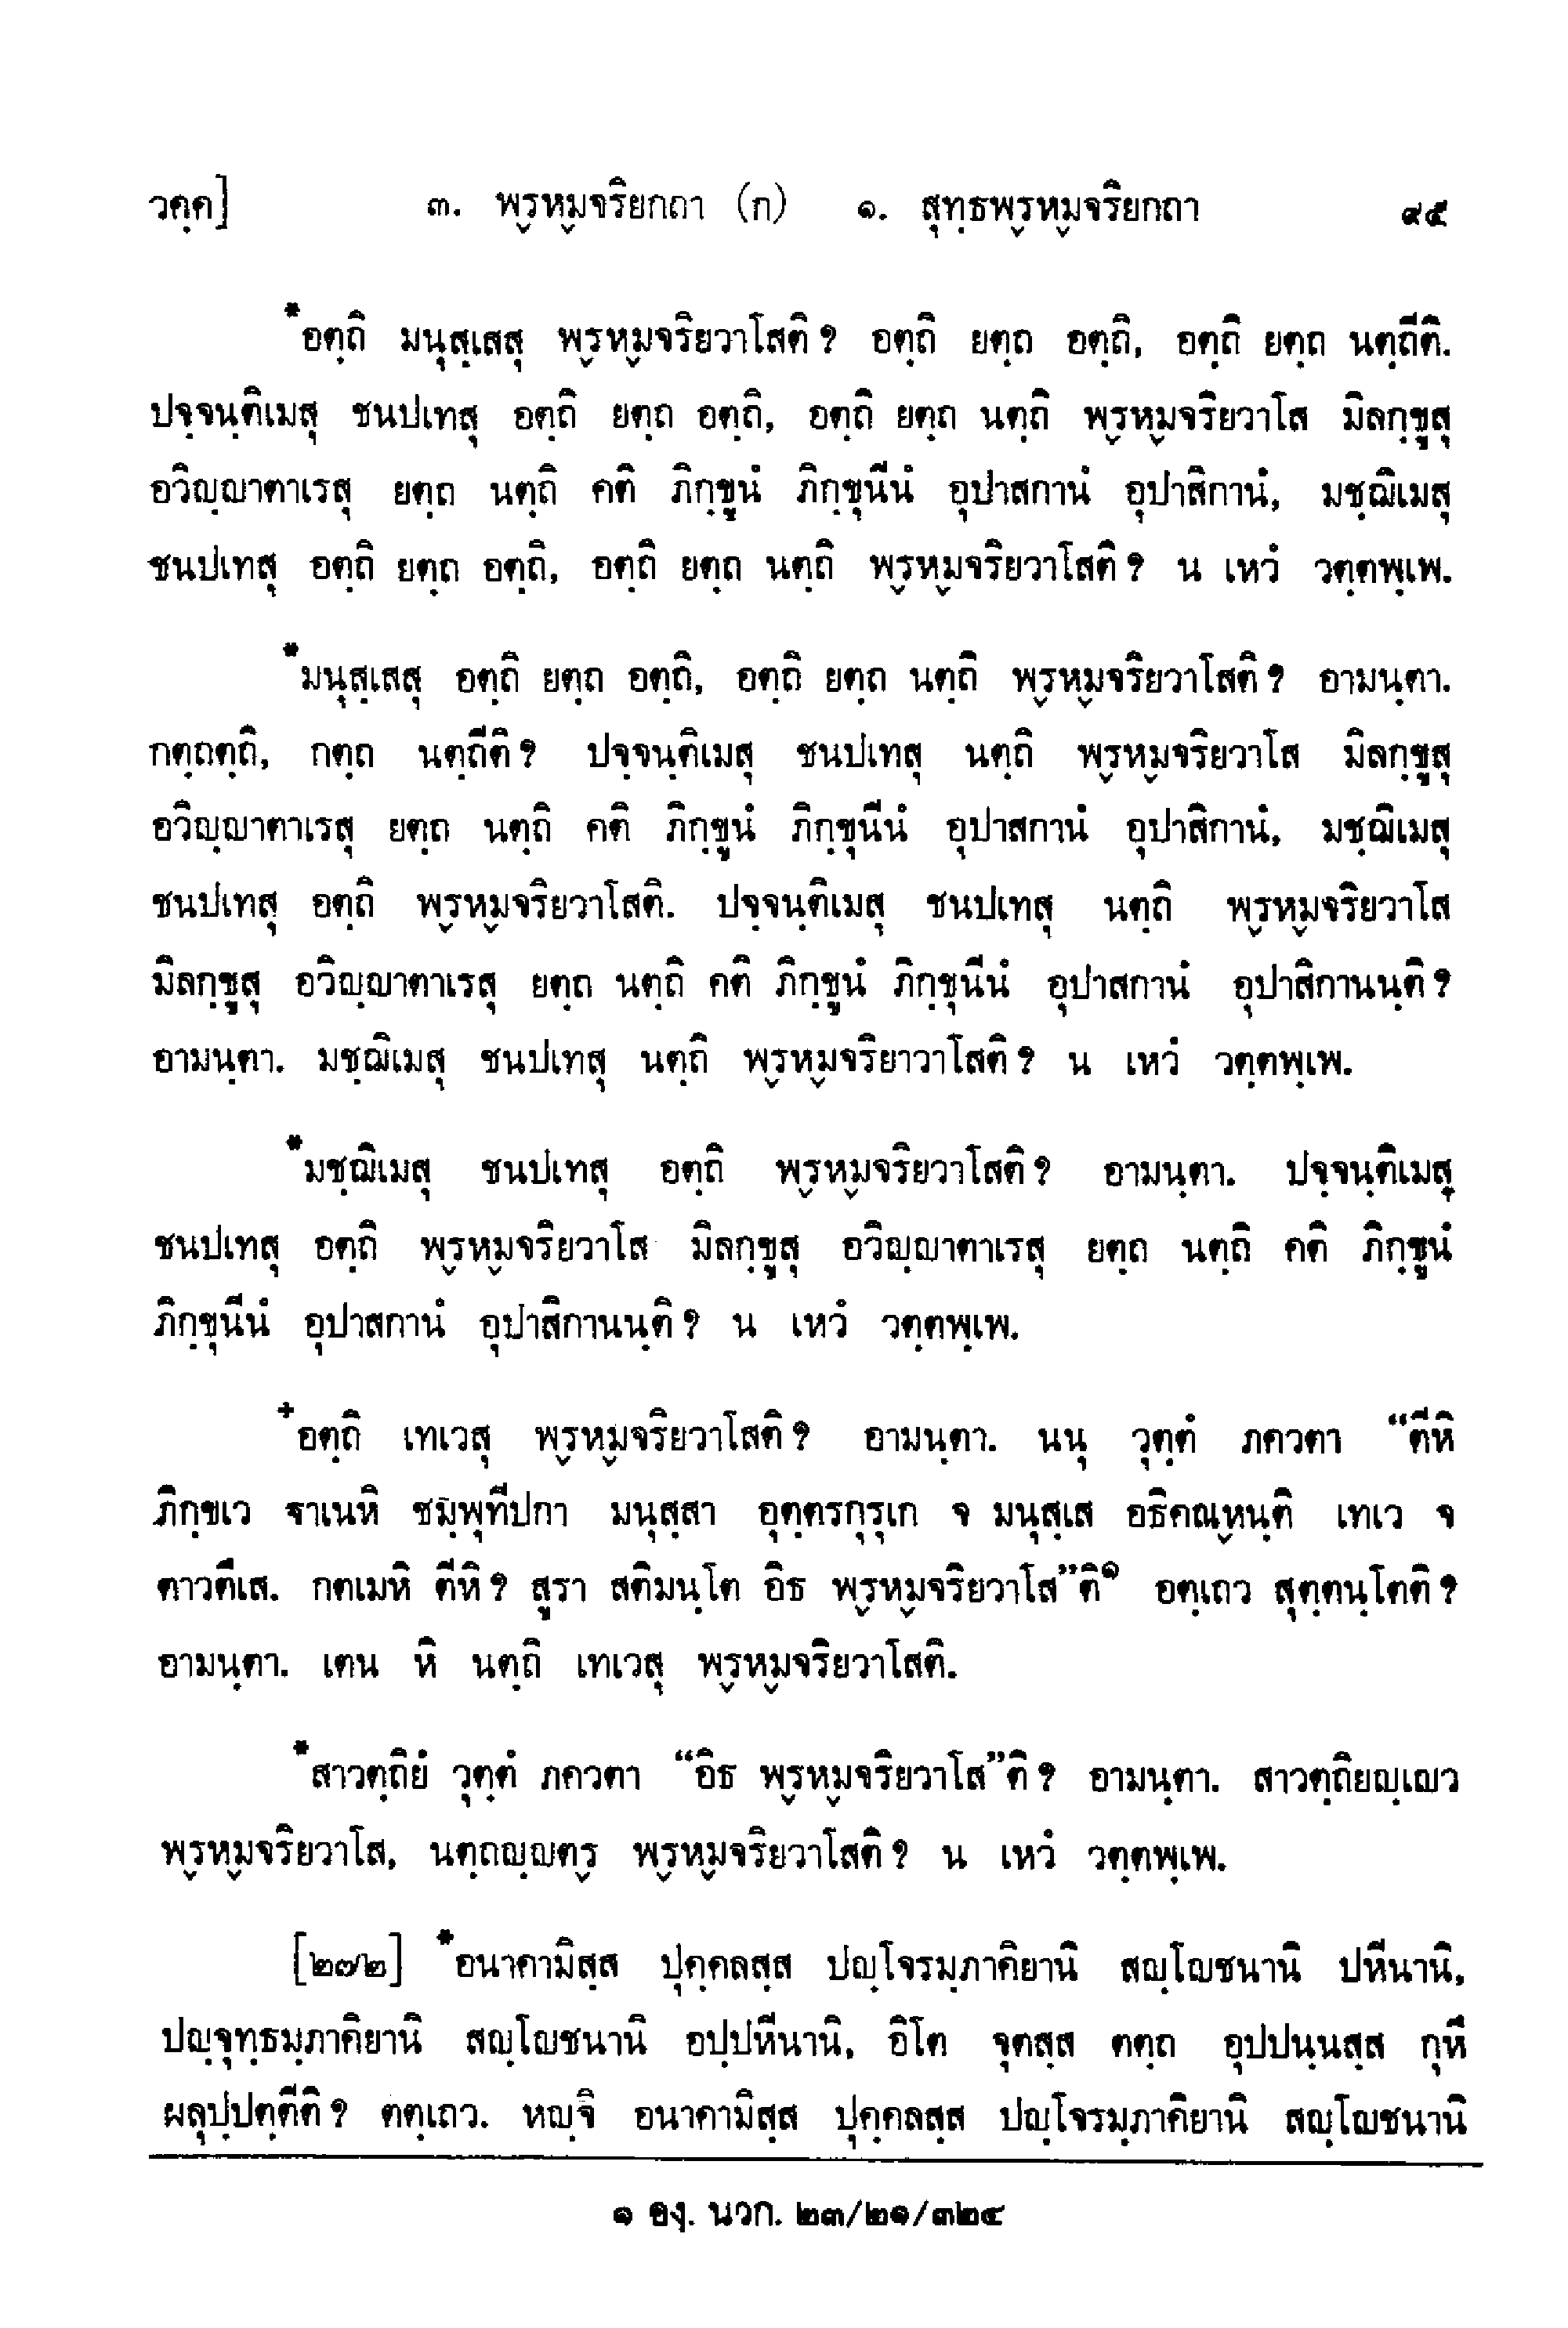 วคฺค]	๓. พฺรหฺมจริยกถา (ก) ๑. สุทฺธพฺรหฺมจริยกถา	๙๕
*อตฺถิ มนุสฺเสสุ พฺรหฺมจริยวาโสติ ? อตฺถิ ยตฺถ อตฺถิ, อตฺถิ ยตฺถ นตฺถีติ.
ปจฺจนฺติเมสุ ชนปเทสุ อตฺถิ ยตฺถ อตฺถิ, อตฺถิ ยตฺถ นตฺถิ พฺรหฺมจริยวาโส มิลกฺขูสุ
อวิญฺญาตาเรสุ ยตฺถ นตฺถิ คติ ภิกฺขูนํ ภิกฺขุนีนํ อุปาสกานํ อุปาสิกานํ, มชฺฌิเมสุ
ชนปเทสุ อตฺถิ ยตฺถ อตฺถิ, อตฺถิ ยตฺถ นตฺถิ พฺรหฺมจริยวาโสติ ? น เหวํ วตฺตพฺเพ.
*มนุสฺเสสุ อตฺถิ ยตฺถ อตฺถิ, อตฺถิ ยตฺถ นตฺถิ พฺรหฺมจริยวาโสติ ? อามนฺตา.
กตฺถตฺถิ, กตฺถ นตฺถีติ ? ปจฺจนฺติเมสุ ชนปเทสุ นตฺถิ พฺรหฺมจริยวาโส มิลกฺขูสุ
อวิญฺญาตาเรสุ ยตฺถ นตฺถิ คติ ภิกฺขูนํ ภิกฺขุนีนํ อุปาสกานํ อุปาสิกานํ, มชฺฌิเมสุ
ชนปเทสุ อตฺถิ พฺรหฺมจริยวาโสติ. ปจฺจนฺติเมสุ ชนปเทสุ นตฺถิ พฺรหฺมจริยวาโส
มิลกฺขูสุ อวิญฺญาตาเรสุ ยตฺถ นตฺถิ คติ ภิกฺขูนํ ภิกฺขุนีนํ อุปาสกานํ อุปาสิกานนฺติ ?
อามนฺตา. มชฺฌิเมสุ ชนปเทสุ นตฺถิ พฺรหฺมจริยาวาโสติ ? น เหวํ วตฺตพฺเพ.
*มชฺฌิเมสุ ชนปเทสุ อตฺถิ พฺรหฺมจริยวาโสติ ? อามนฺตา. ปจฺจนฺติเมสุ
ชนปเทสุ อตฺถิ พฺรหฺมจริยวาโส มิลกฺขูสุ อวิญฺญาตาเรสุ ยตฺถ นตฺถิ คติ ภิกฺขูนํ
ภิกฺขุนีนํ อุปาสกานํ อุปาสิกานนฺติ ? น เหวํ วตฺตพฺเพ.
+อตฺถิ เทเวสุ พฺรหฺมจริยวาโสติ ? อามนฺตา. นนุ วุตฺตํ ภควตา “ตีหิ
ภิกฺขเว ฐาเนหิ ชมฺพุทีปกา มนุสฺสา อุตฺตรกุรุเก จ มนุสฺเส อธิคณฺหนฺติ เทเว จ
ตาวตึเส. กตเมหิ ตีหิ ? สูรา สติมนฺโต อิธ พฺรหฺมจริยวาโส”ติ๑ อตฺเถว สุตฺตนฺโตติ ?
อามนฺตา. เตน หิ นตฺถิ เทเวสุ พฺรหฺมจริยวาโสติ.
*สาวตฺถิยํ วุตฺตํ ภควตา “อิธ พฺรหฺมจริยวาโส”ติ ? อามนฺตา. สาวตฺถิยญฺเญว
พฺรหฺมจริยวาโส, นตฺถญฺญตฺร พฺรหฺมจริยวาโสติ ? น เหวํ วตฺตพฺเพ.
[๒๗๒] *อนาคามิสฺส ปุคฺคลสฺส ปญฺโจรมฺภาคิยานิ สญฺโญชนานิ ปหีนานิ,
ปญฺจุทฺธมฺภาคิยานิ สญฺโญชนานิ อปฺปหีนานิ, อิโต จุตสฺส ตตฺถ อุปปนฺนสฺส กุหึ
ผลุปฺปตฺตีติ ? ตตฺเถว. หญฺจิ อนาคามิสฺส ปุคฺคลสฺส ปญฺโจรมฺภาคิยานิ สญฺโญชนานิ
๑ องฺ. นวก. ๒๓/๒๑/๓๒๔